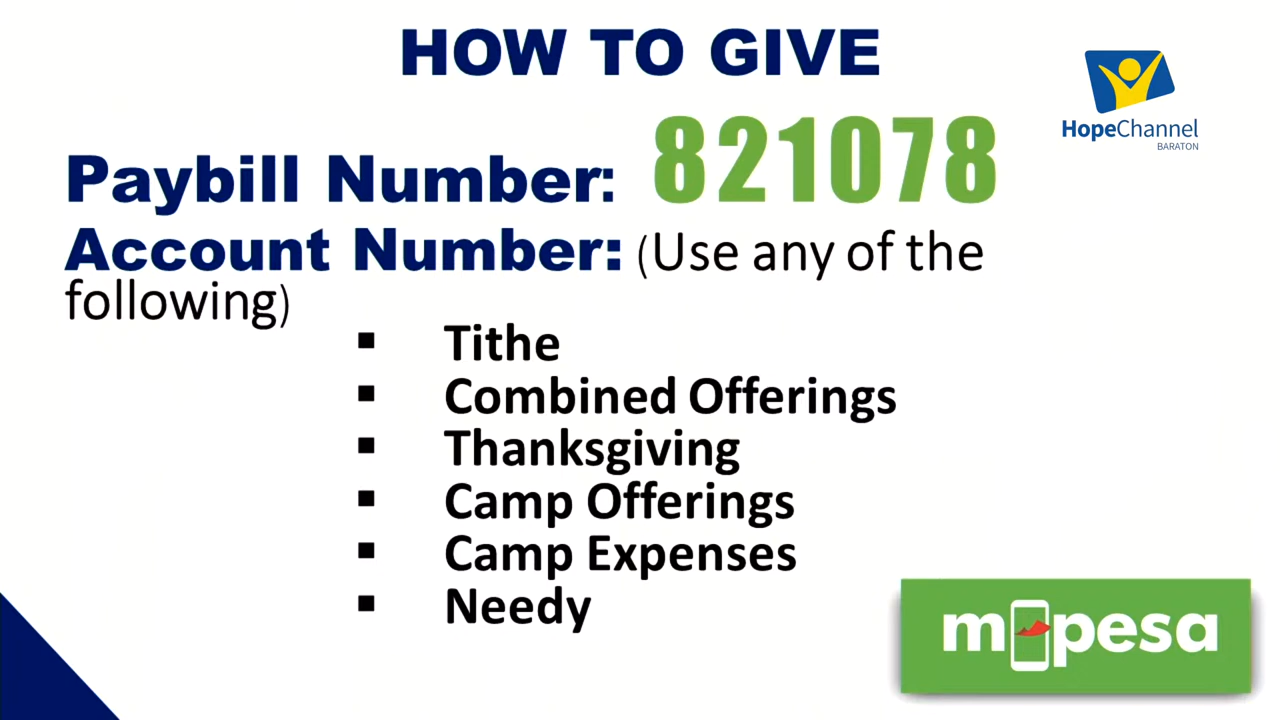 HOW TO GIVE
HopeChannel
BARATON
Paybill Number: 821078
Account Number: (Use any of the
following)
▪ Tithe
▪ Combined Offerings
▪ Thanksgiving
▪ Camp Offerings
▪ Camp Expenses
▪ Needy
m pesa